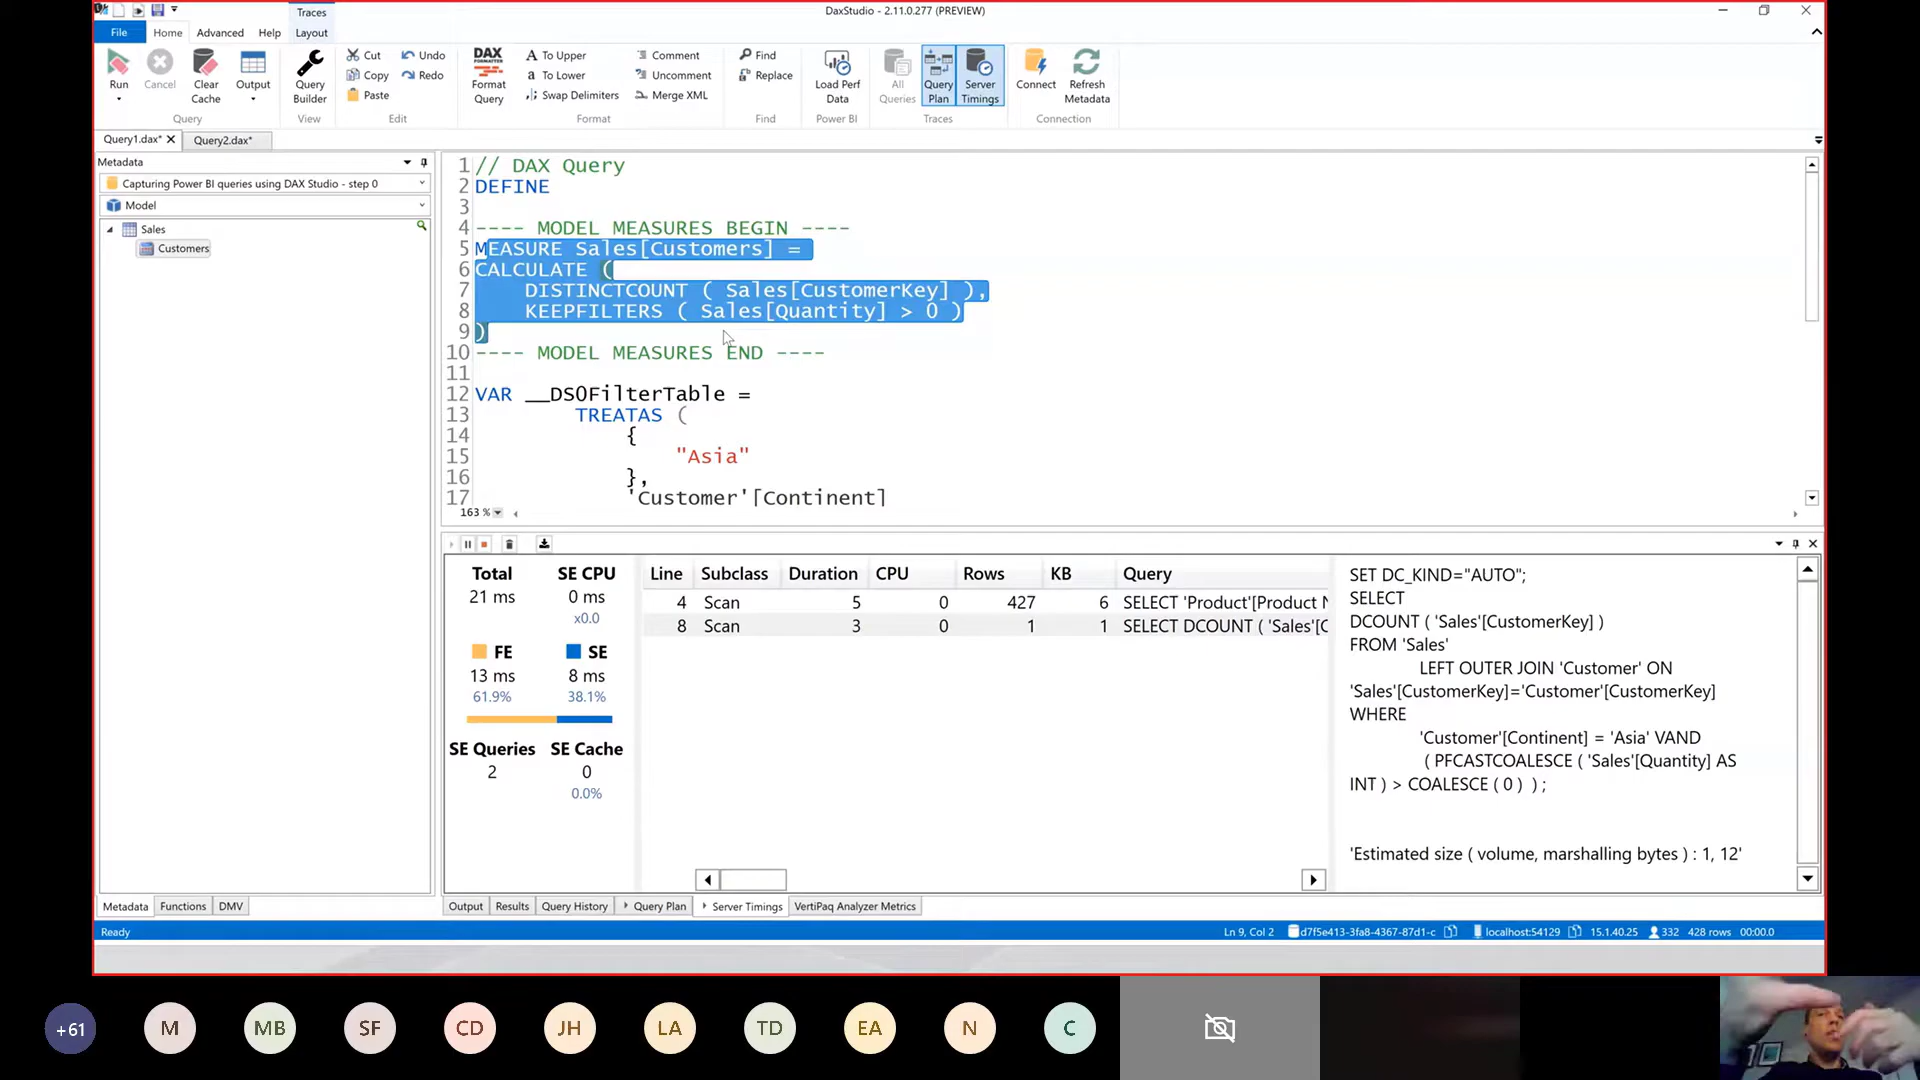 DaxStudio - 2.11.0.277 (PREVIEW)
Traces
File
Home
Advanced
Help
Layout
Run
Cancel
Clear Cache
Output
Query
Query Builder
View
Cut
Copy
Paste
Undo
Redo
Edit
DAX FORMATTER
Format Query
To Upper
To Lower
Swap Delimiters
Comment
Uncomment
Merge XML
Format
Find
Replace
Find
Load Perf Data
Power BI
All Queries
Query Plan
Server Timings
Traces
Connect
Refresh Metadata
Connection
Query1.dax*
Query2.dax*
Metadata
Capturing Power BI queries using DAX Studio - step 0
Model
Sales
Customers
1 // DAX Query
2 DEFINE
3
4 ---- MODEL MEASURES BEGIN ----
5 MEASURE Sales[Customers] =
6 CALCULATE (
7 DISTINCTCOUNT ( Sales[CustomerKey] ),
8 KEEPFILTERS ( Sales[Quantity] > 0 )
9 )
10 ---- MODEL MEASURES END ----
11
12 VAR __DS0FilterTable =
13 TREATAS (
14 {
15 "Asia"
16 },
17 'Customer'[Continent]
163 %
Total
SE CPU
21 ms
0 ms
x0.0
FE
SE
13 ms
8 ms
61.9%
38.1%
SE Queries
SE Cache
2
0
0.0%
Line Subclass Duration CPU Rows KB Query
4 Scan 5 0 427 6 SELECT 'Product'[Product N
8 Scan 3 0 1 1 SELECT DCOUNT ( 'Sales'[C
SET DC_KIND="AUTO";
SELECT
DCOUNT ( 'Sales'[CustomerKey] )
FROM 'Sales'
LEFT OUTER JOIN 'Customer' ON
'Sales'[CustomerKey]='Customer'[CustomerKey]
WHERE
'Customer'[Continent] = 'Asia' VAND
( PFCASTCOALESCE ( 'Sales'[Quantity] AS
INT ) > COALESCE ( 0 ) ) ;
'Estimated size ( volume, marshalling bytes ) : 1, 12'
Metadata
Functions
DMV
Output
Results
Query History
Query Plan
Server Timings
VertiPaq Analyzer Metrics
Ready
Ln 9, Col 2
d7f5e413-3fa8-4367-87d1-c
localhost:54129
15.1.40.25
332
428 rows
00:00.0
+61
M
MB
SF
CD
JH
LA
TD
EA
N
C